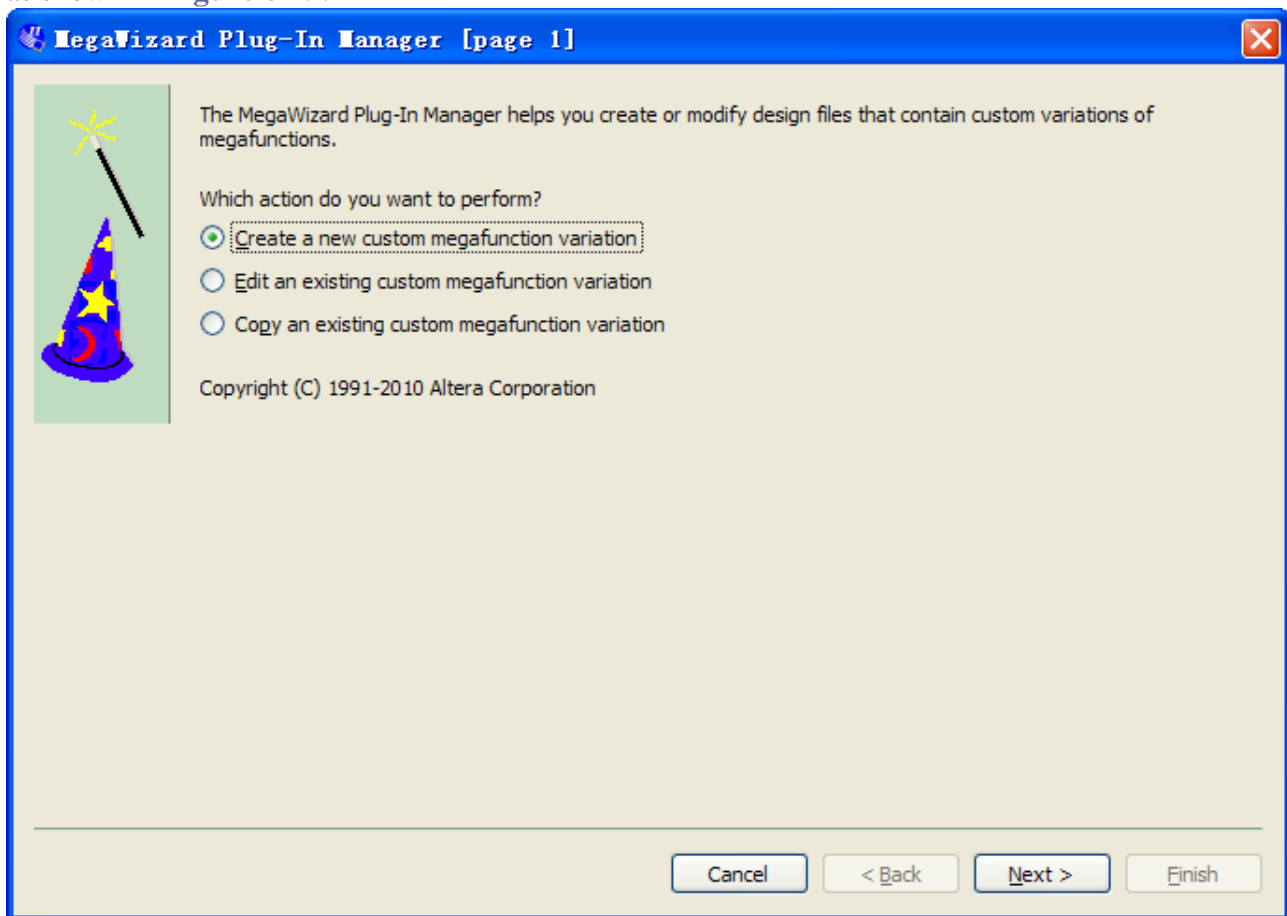 MegaWizard Plug-In Manager [page 1]
The MegaWizard Plug-In Manager helps you create or modify design files that contain custom variations of
megafunctions.
Which action do you want to perform?
Create a new custom megafunction variation
Edit an existing custom megafunction variation
Copy an existing custom megafunction variation
Copyright (C) 1991-2010 Altera Corporation
Cancel
< Back
Next >
Finish